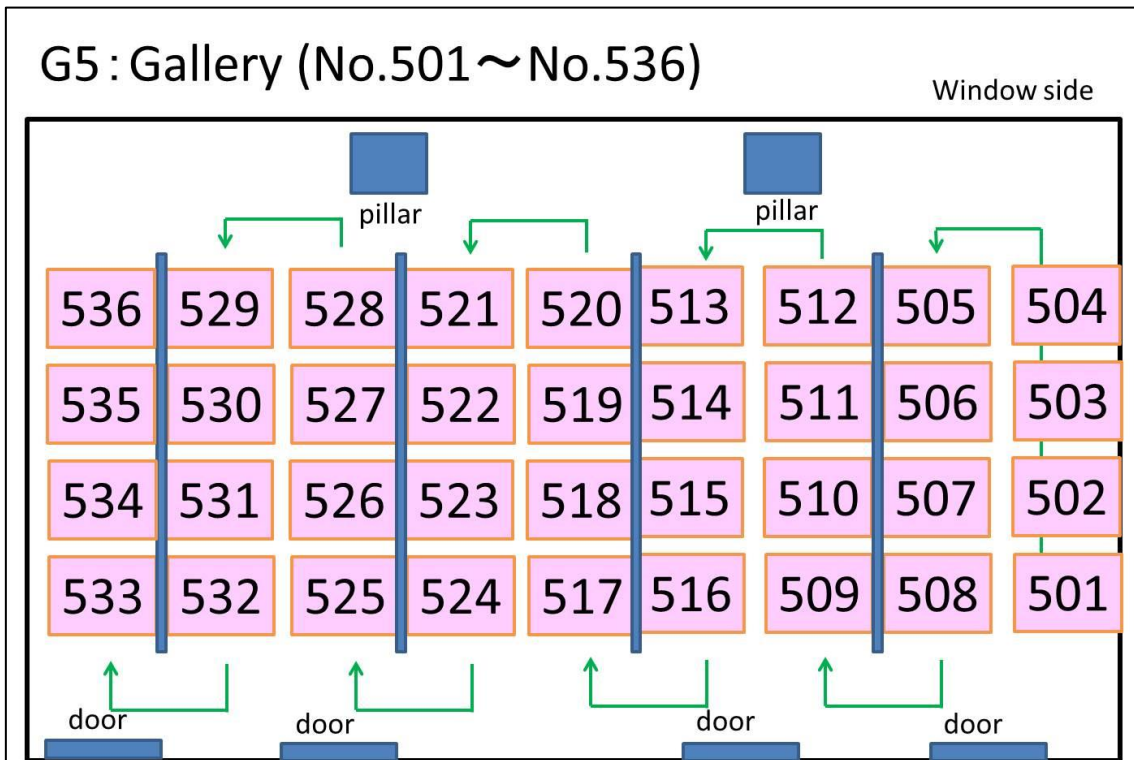 G5：Gallery (No.501～No.536)
Window side
pillar pillar
536 529 528 521 520 513 512 505 504
535 530 527 522 519 514 511 506 503
534 531 526 523 518 515 510 507 502
533 532 525 524 517 516 509 508 501
door door door door